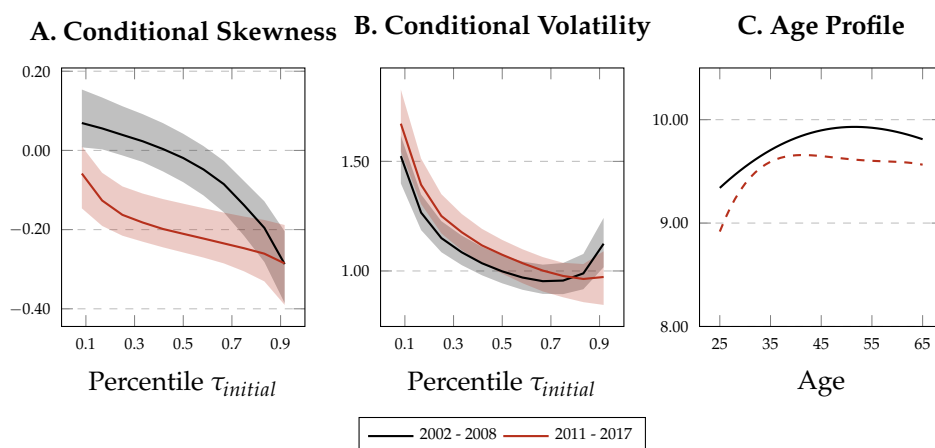 A. Conditional Skewness
B. Conditional Volatility
C. Age Profile
0.20
0.00
−0.20
−0.40
0.1 0.3 0.5 0.7 0.9
Percentile τinitial
1.50
1.00
0.1 0.3 0.5 0.7 0.9
Percentile τinitial
10.00
9.00
8.00
25 35 45 55 65
Age
2002 - 2008
2011 - 2017